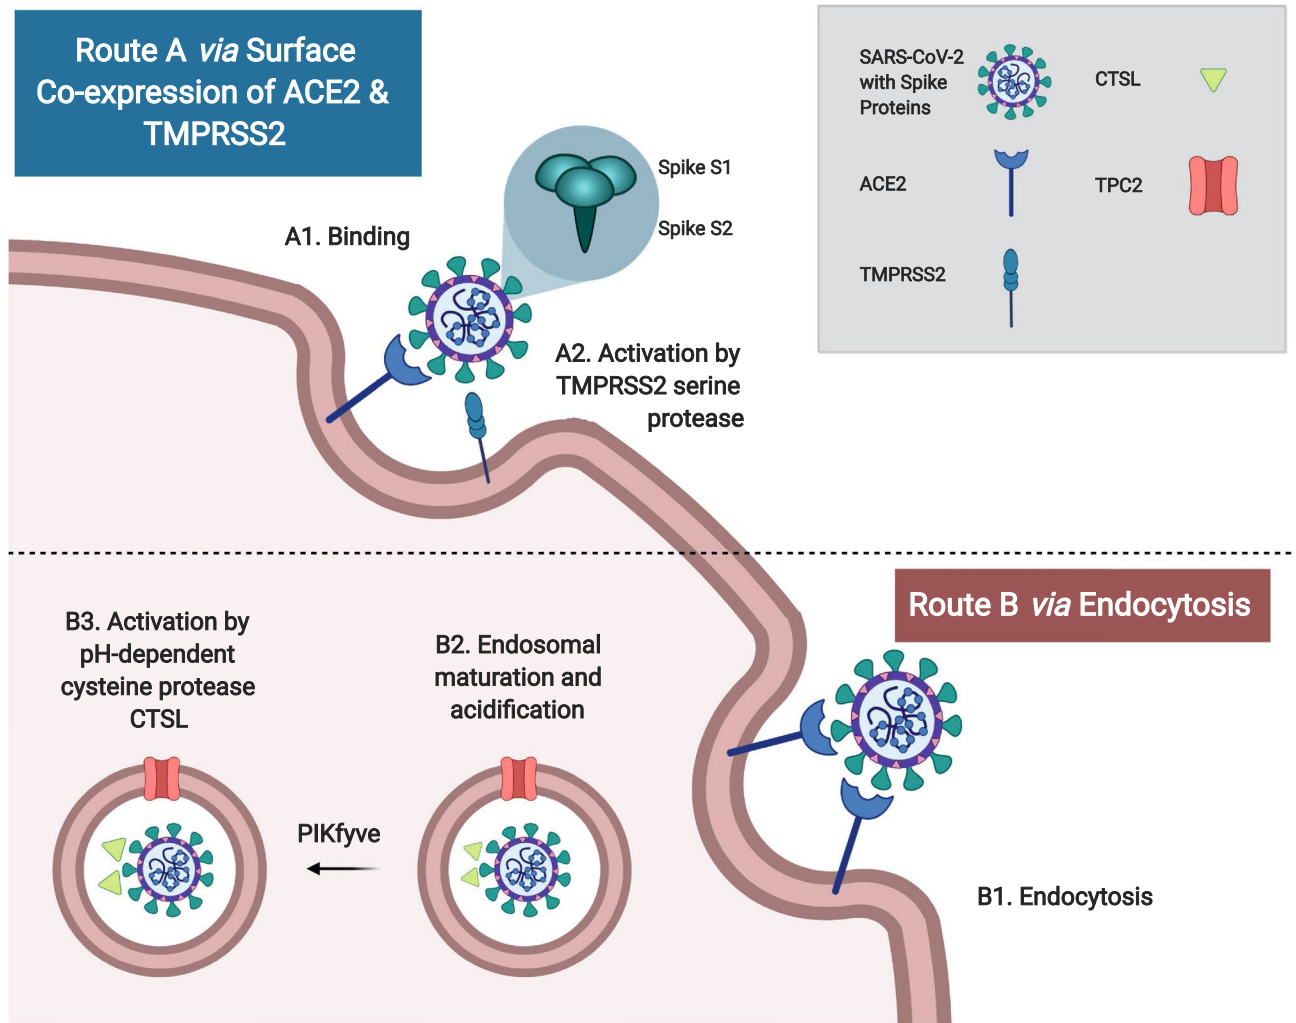 Route A via Surface
Co-expression of ACE2 &
TMPRSS2
SARS-CoV-2
with Spike
Proteins
CTSL
ACE2
TPC2
TMPRSS2
Spike S1
Spike S2
A1. Binding
A2. Activation by
TMPRSS2 serine
protease
Route B via Endocytosis
B3. Activation by
pH-dependent
cysteine protease
CTSL
B2. Endosomal
maturation and
acidification
PIKfyve
B1. Endocytosis